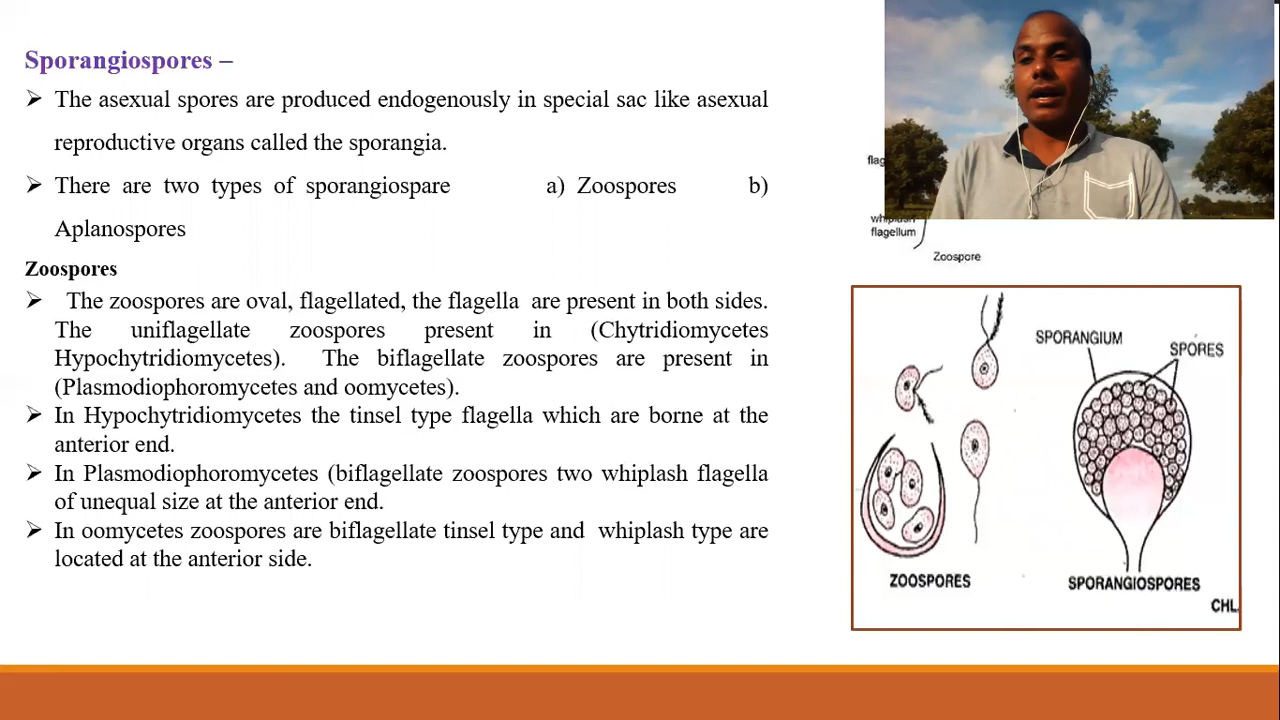 Sporangiospores –
➢ The asexual spores are produced endogenously in special sac like asexual
reproductive organs called the sporangia.
➢ There are two types of sporangiospare a) Zoospores b)
Aplanospores
Zoospores
➢ The zoospores are oval, flagellated, the flagella are present in both sides.
The uniflagellate zoospores present in (Chytridiomycetes
Hypochytridiomycetes). The biflagellate zoospores are present in
(Plasmodiophoromycetes and oomycetes).
➢ In Hypochytridiomycetes the tinsel type flagella which are borne at the
anterior end.
➢ In Plasmodiophoromycetes (biflagellate zoospores two whiplash flagella
of unequal size at the anterior end.
➢ In oomycetes zoospores are biflagellate tinsel type and whiplash type are
located at the anterior side.
flag
whiplash
flagellum
Zoospore
SPORANGIUM
SPORES
ZOOSPORES
SPORANGIOSPORES
CHL